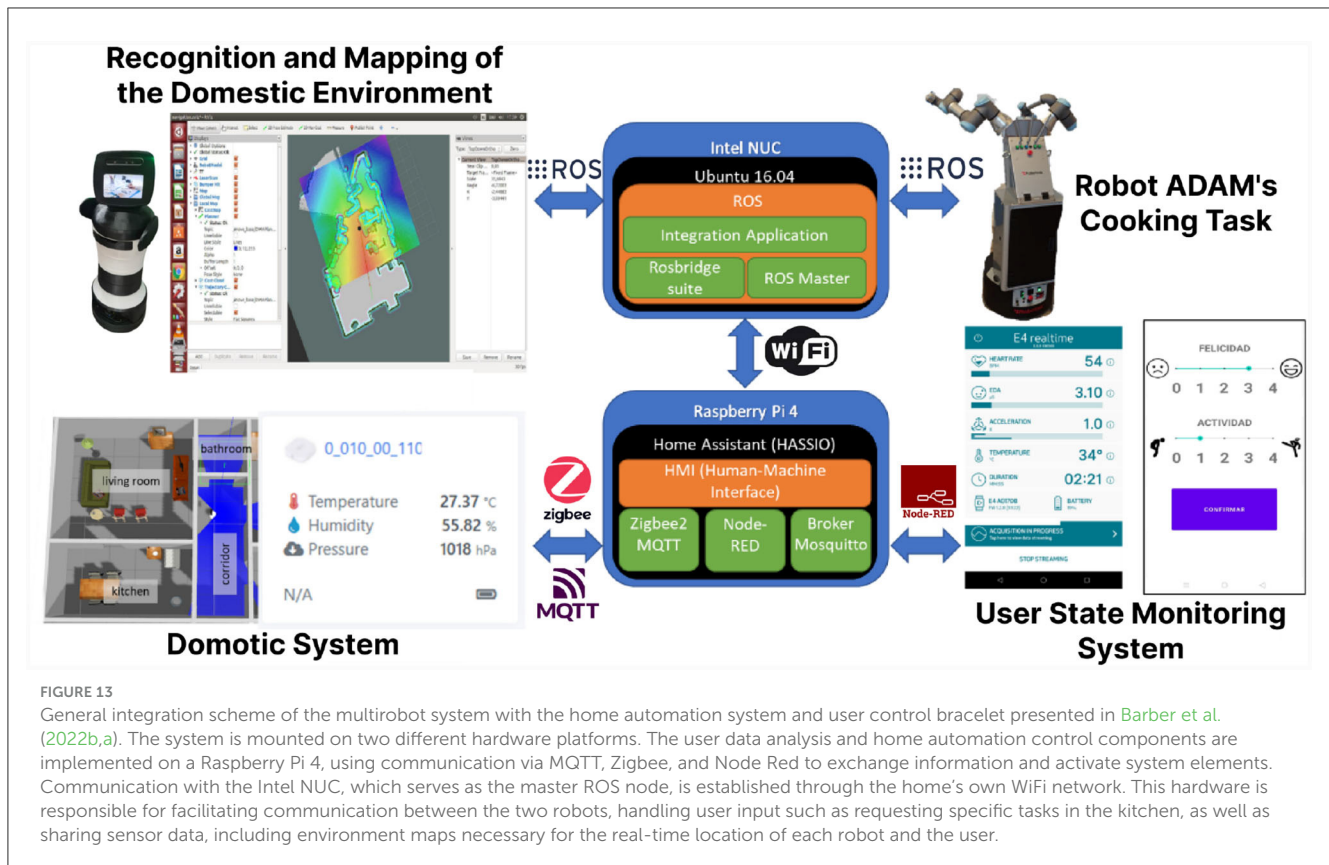 Recognition and Mapping of
the Domestic Environment
ROS
Intel NUC
Ubuntu 16.04
ROS
Integration Application
Rosbridge
suite
ROS Master
ROS
Robot ADAM's
Cooking Task
WiFi
bathroom
living room
corridor
kitchen
0_010_00_110
Temperature 27.37 °C
Humidity 55.82 %
Pressure 1018 hPa
N/A
Domotic System
zigbee
MQTT
Raspberry Pi 4
Home Assistant (HASSIO)
HMI (Human-Machine
Interface)
Zigbee2
MQTT
Node-
RED
Broker
Mosquitto
Node-RED
E4 realtime
HEART RATE 54
EDA 3.10
ACCELERATION 1.0
TEMPERATURE 34°
DURATION 02:21
BATTERY
ACQUISITION IN PROGRESS
STOP STREAMING
FELICIDAD
0 1 2 3 4
ACTIVIDAD
0 1 2 3 4
CONFIRMAR
User State Monitoring
System
FIGURE 13
General integration scheme of the multirobot system with the home automation system and user control bracelet presented in Barber et al.
(2022b,a). The system is mounted on two different hardware platforms. The user data analysis and home automation control components are
implemented on a Raspberry Pi 4, using communication via MQTT, Zigbee, and Node Red to exchange information and activate system elements.
Communication with the Intel NUC, which serves as the master ROS node, is established through the home's own WiFi network. This hardware is
responsible for facilitating communication between the two robots, handling user input such as requesting specific tasks in the kitchen, as well as
sharing sensor data, including environment maps necessary for the real-time location of each robot and the user.